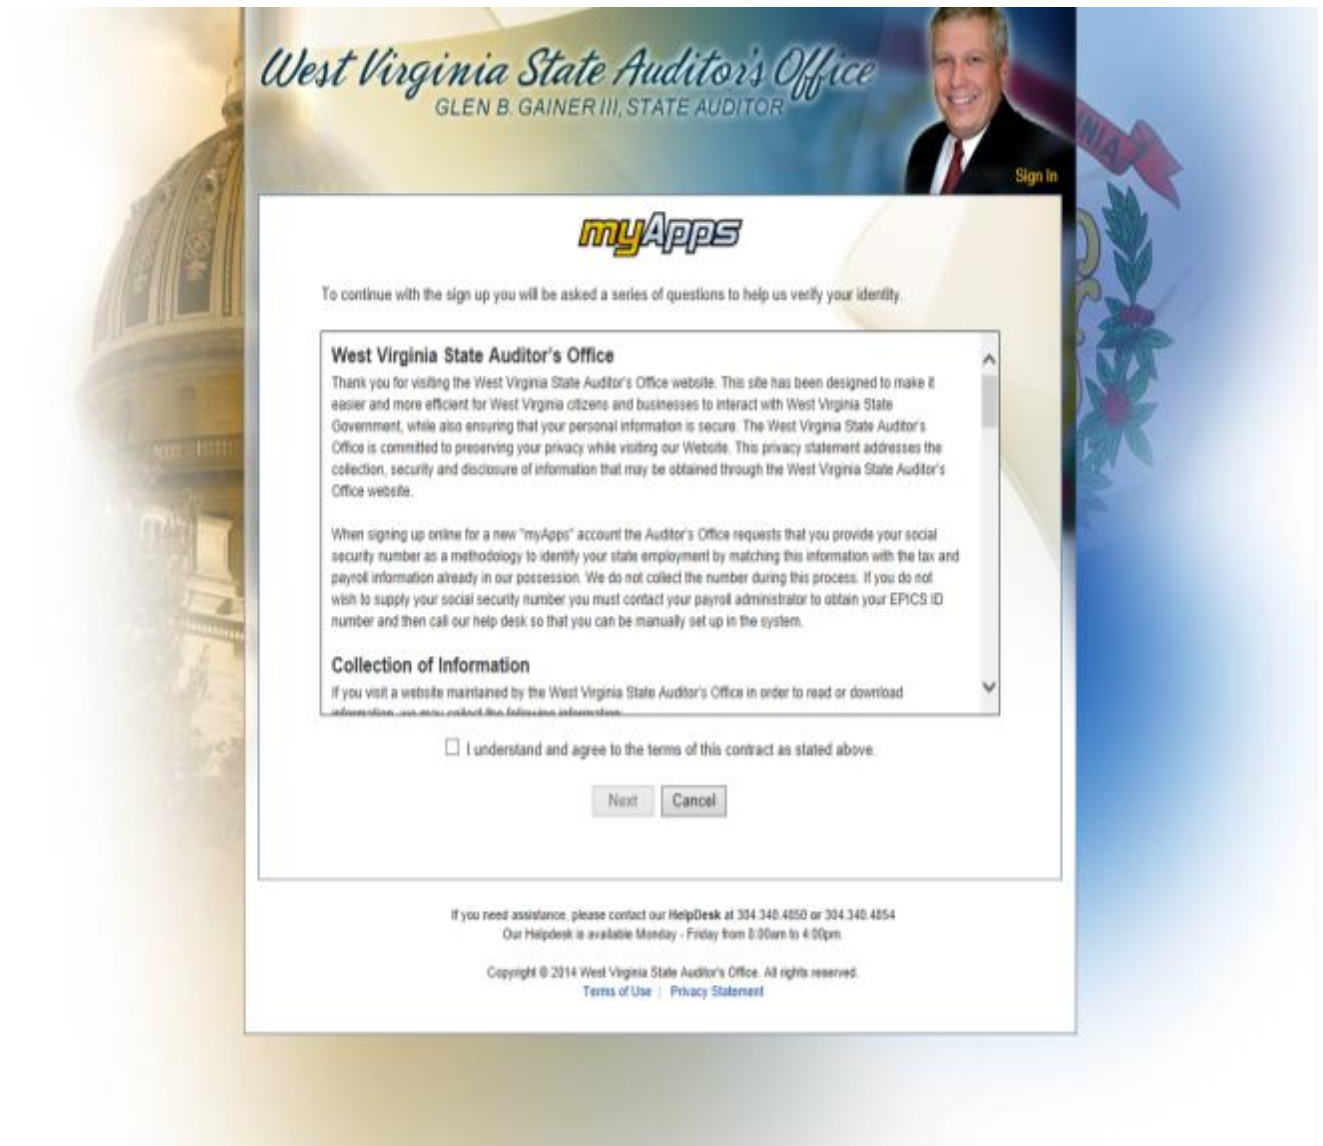 West Virginia State Auditor's Office
GLEN B. GAINER III, STATE AUDITOR
Sign In
myApps
To continue with the sign up you will be asked a series of questions to help us verify your identity.
West Virginia State Auditor's Office
Thank you for visiting the West Virginia State Auditor's Office website. This site has been designed to make it
easier and more efficient for West Virginia citizens and businesses to interact with West Virginia State
Government, while also ensuring that your personal information is secure. The West Virginia State Auditor's
Office is committed to preserving your privacy while visiting our Website. This privacy statement addresses the
collection, security and disclosure of information that may be obtained through the West Virginia State Auditor's
Office website.
When signing up online for a new "myApps" account the Auditor's Office requests that you provide your social
security number as a methodology to identify your state employment by matching this information with the tax and
payroll information already in our possession. We do not collect the number during this process. If you do not
wish to supply your social security number you must contact your payroll administrator to obtain your EPICS ID
number and then call our help desk so that you can be manually set up in the system.
Collection of Information
If you visit a website maintained by the West Virginia State Auditor's Office in order to read or download
information, we may collect the following information:
I understand and agree to the terms of this contract as stated above.
Next Cancel
If you need assistance, please contact our HelpDesk at 304.340.4850 or 304.340.4854
Our Helpdesk is available Monday - Friday from 8:00am to 4:00pm.
Copyright © 2014 West Virginia State Auditor's Office. All rights reserved.
Terms of Use | Privacy Statement